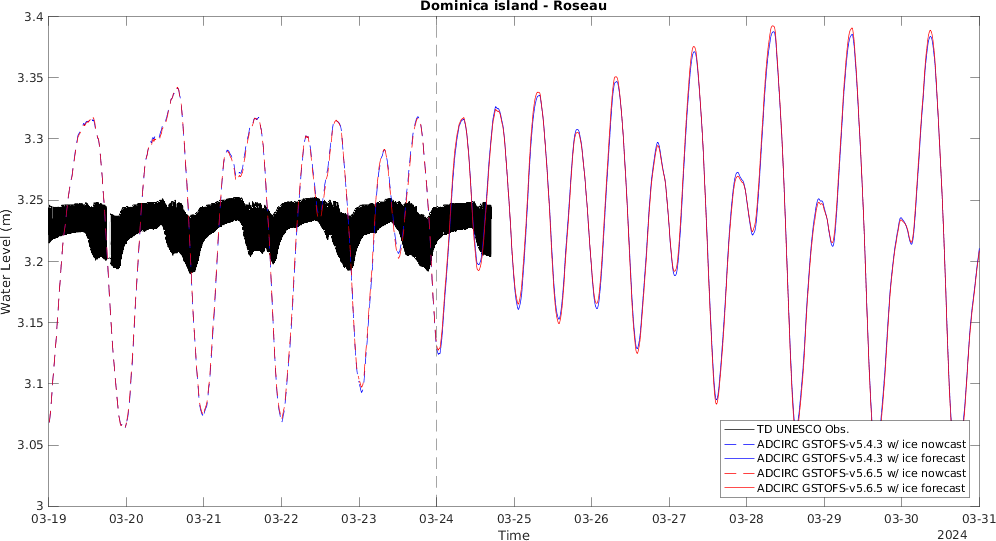 Dominica island - Roseau
3.4
3.35
3.3
3.25
3.2
3.15
3.1
3.05
3
Water Level (m)
TD UNESCO Obs.
ADCIRC GSTOFS-v5.4.3 w/ ice nowcast
ADCIRC GSTOFS-v5.4.3 w/ ice forecast
ADCIRC GSTOFS-v5.6.5 w/ ice nowcast
ADCIRC GSTOFS-v5.6.5 w/ ice forecast
03-19 03-20 03-21 03-22 03-23 03-24 03-25 03-26 03-27 03-28 03-29 03-30 03-31
Time
2024